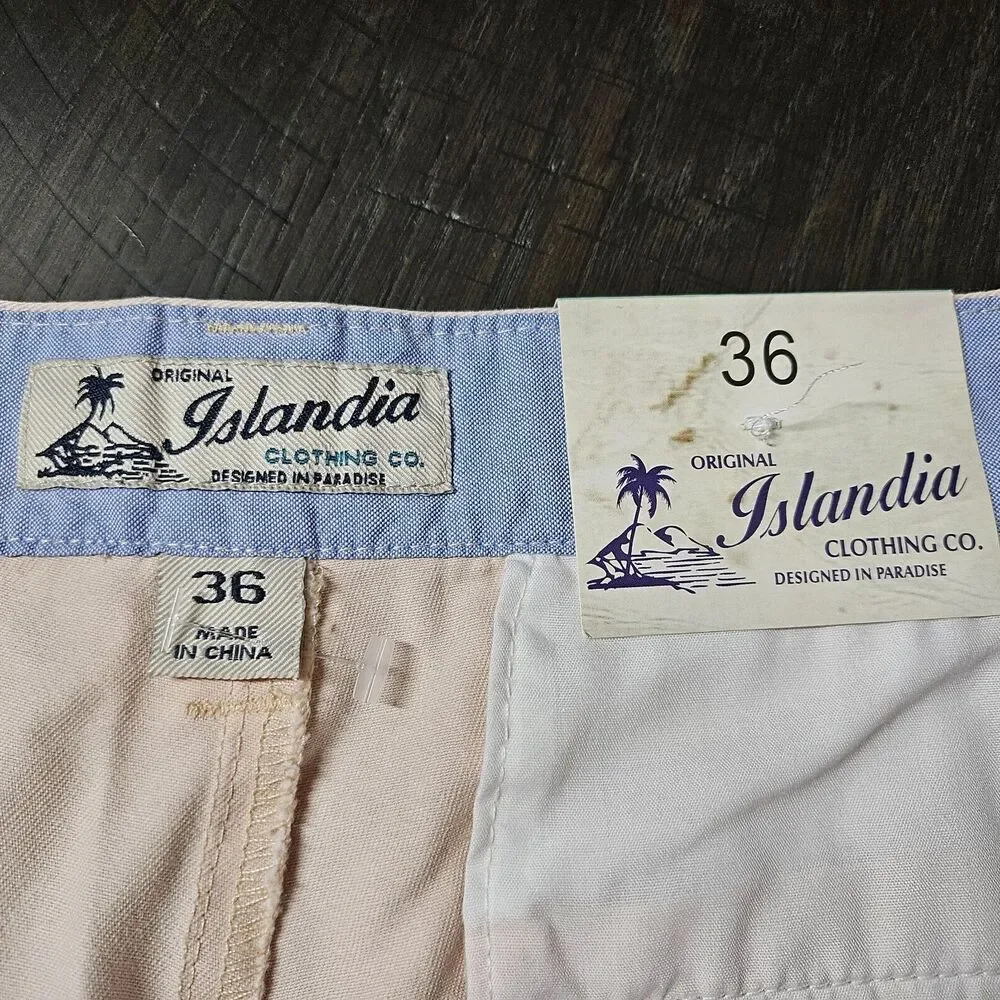 ORIGINAL
Islandia
CLOTHING CO.
DESIGNED IN PARADISE
36
MADE
IN CHINA
36
ORIGINAL
Islandia
CLOTHING CO.
DESIGNED IN PARADISE